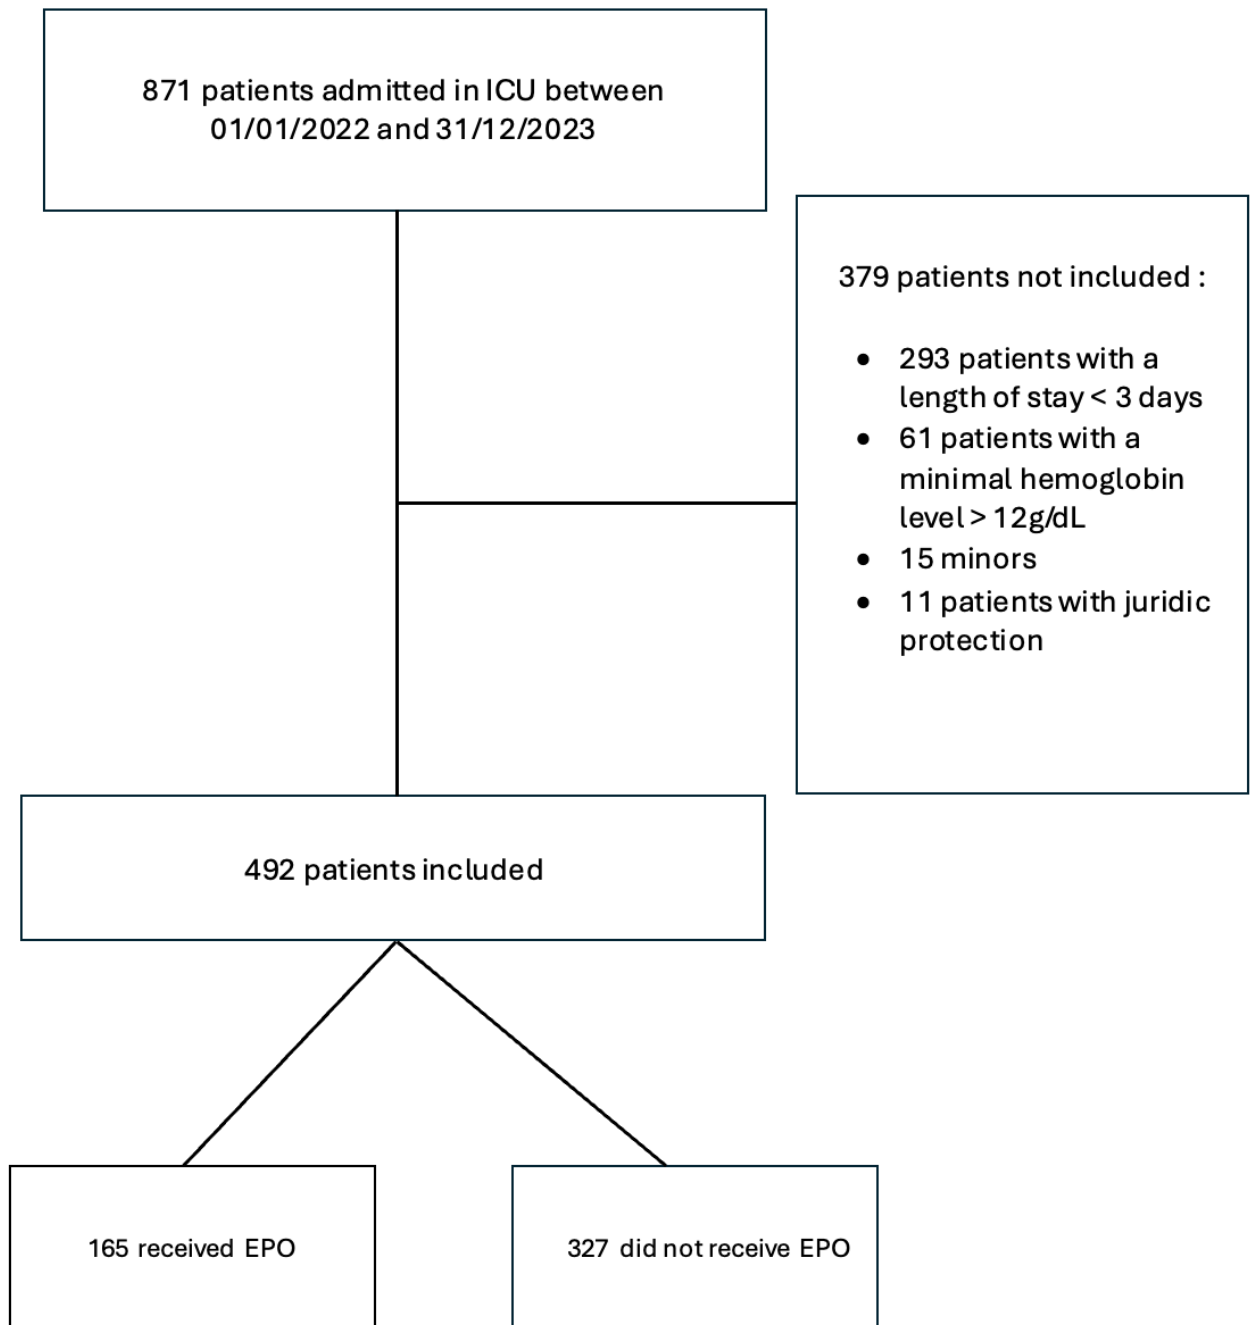 871 patients admitted in ICU between
01/01/2022 and 31/12/2023
379 patients not included :
• 293 patients with a
length of stay < 3 days
• 61 patients with a
minimal hemoglobin
level > 12g/dL
• 15 minors
• 11 patients with juridic
protection
492 patients included
165 received EPO
327 did not receive EPO